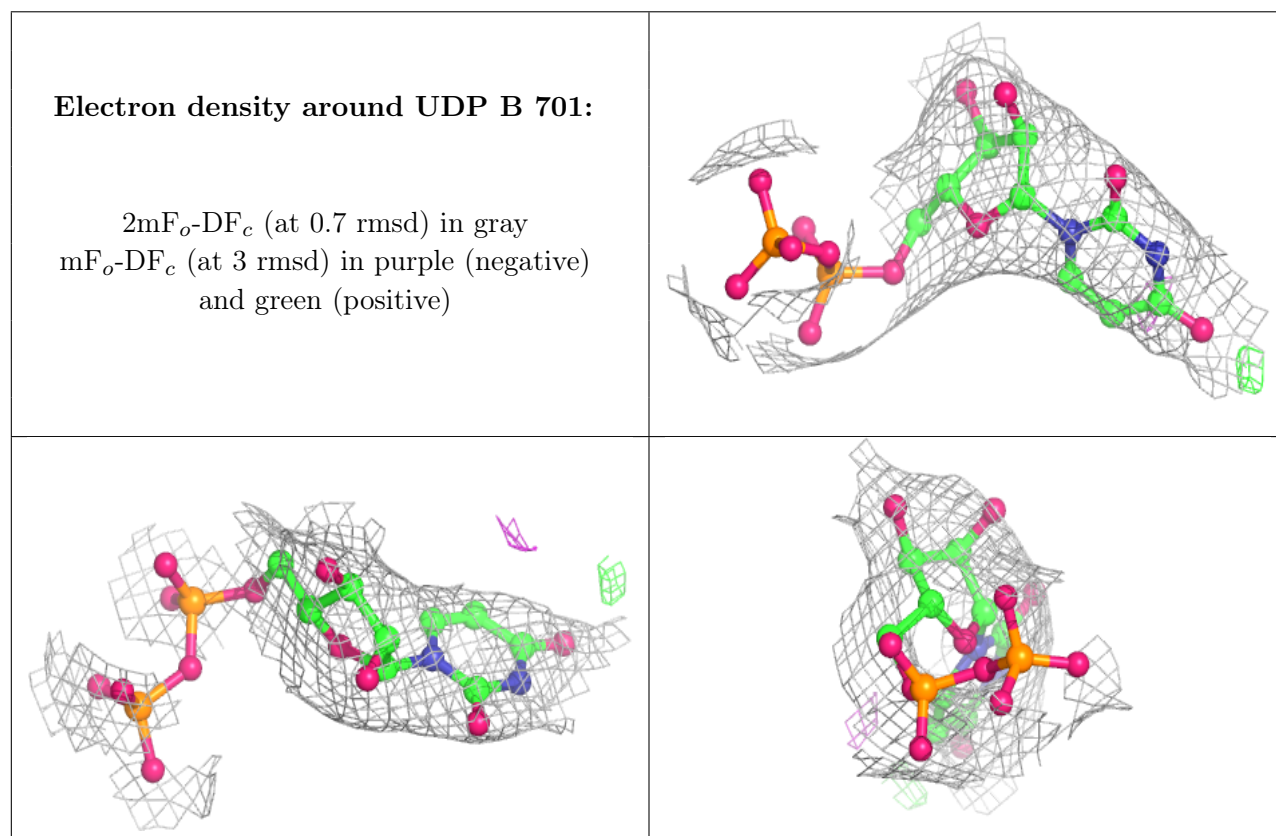 Electron density around UDP B 701:
2mFo-DFc (at 0.7 rmsd) in gray
mFo-DFc (at 3 rmsd) in purple (negative)
and green (positive)